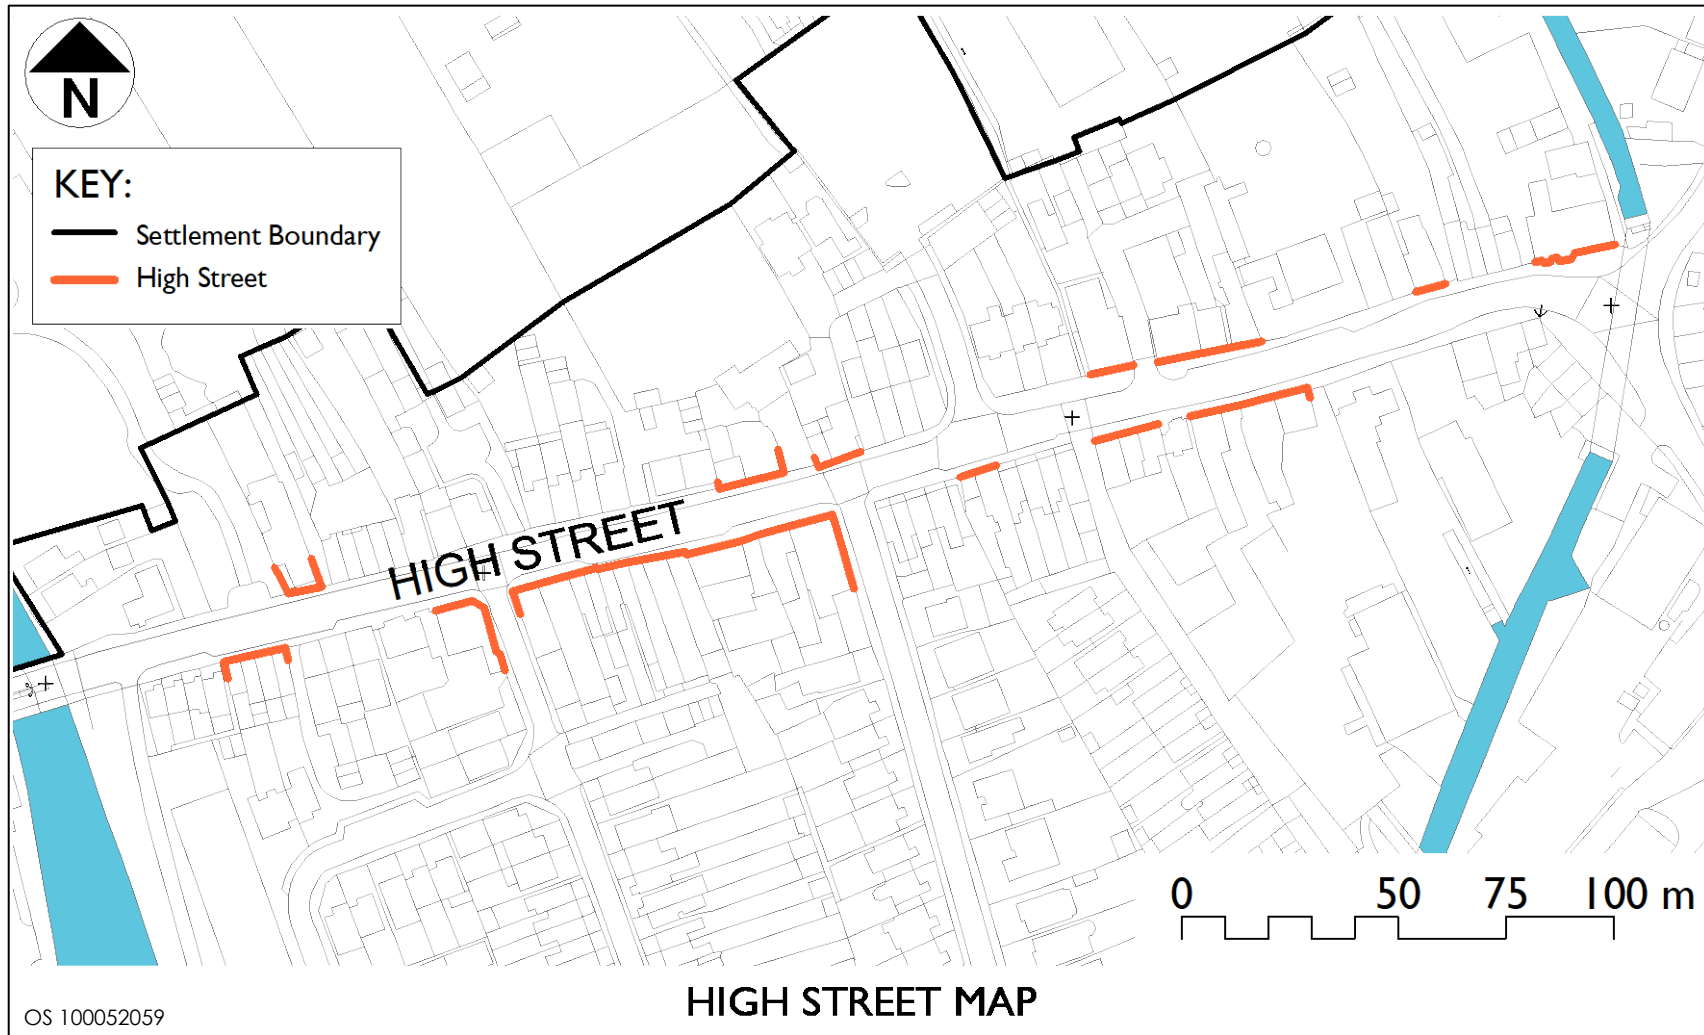 N
KEY:
Settlement Boundary
High Street
HIGH STREET
0 50 75 100 m
HIGH STREET MAP
OS 100052059